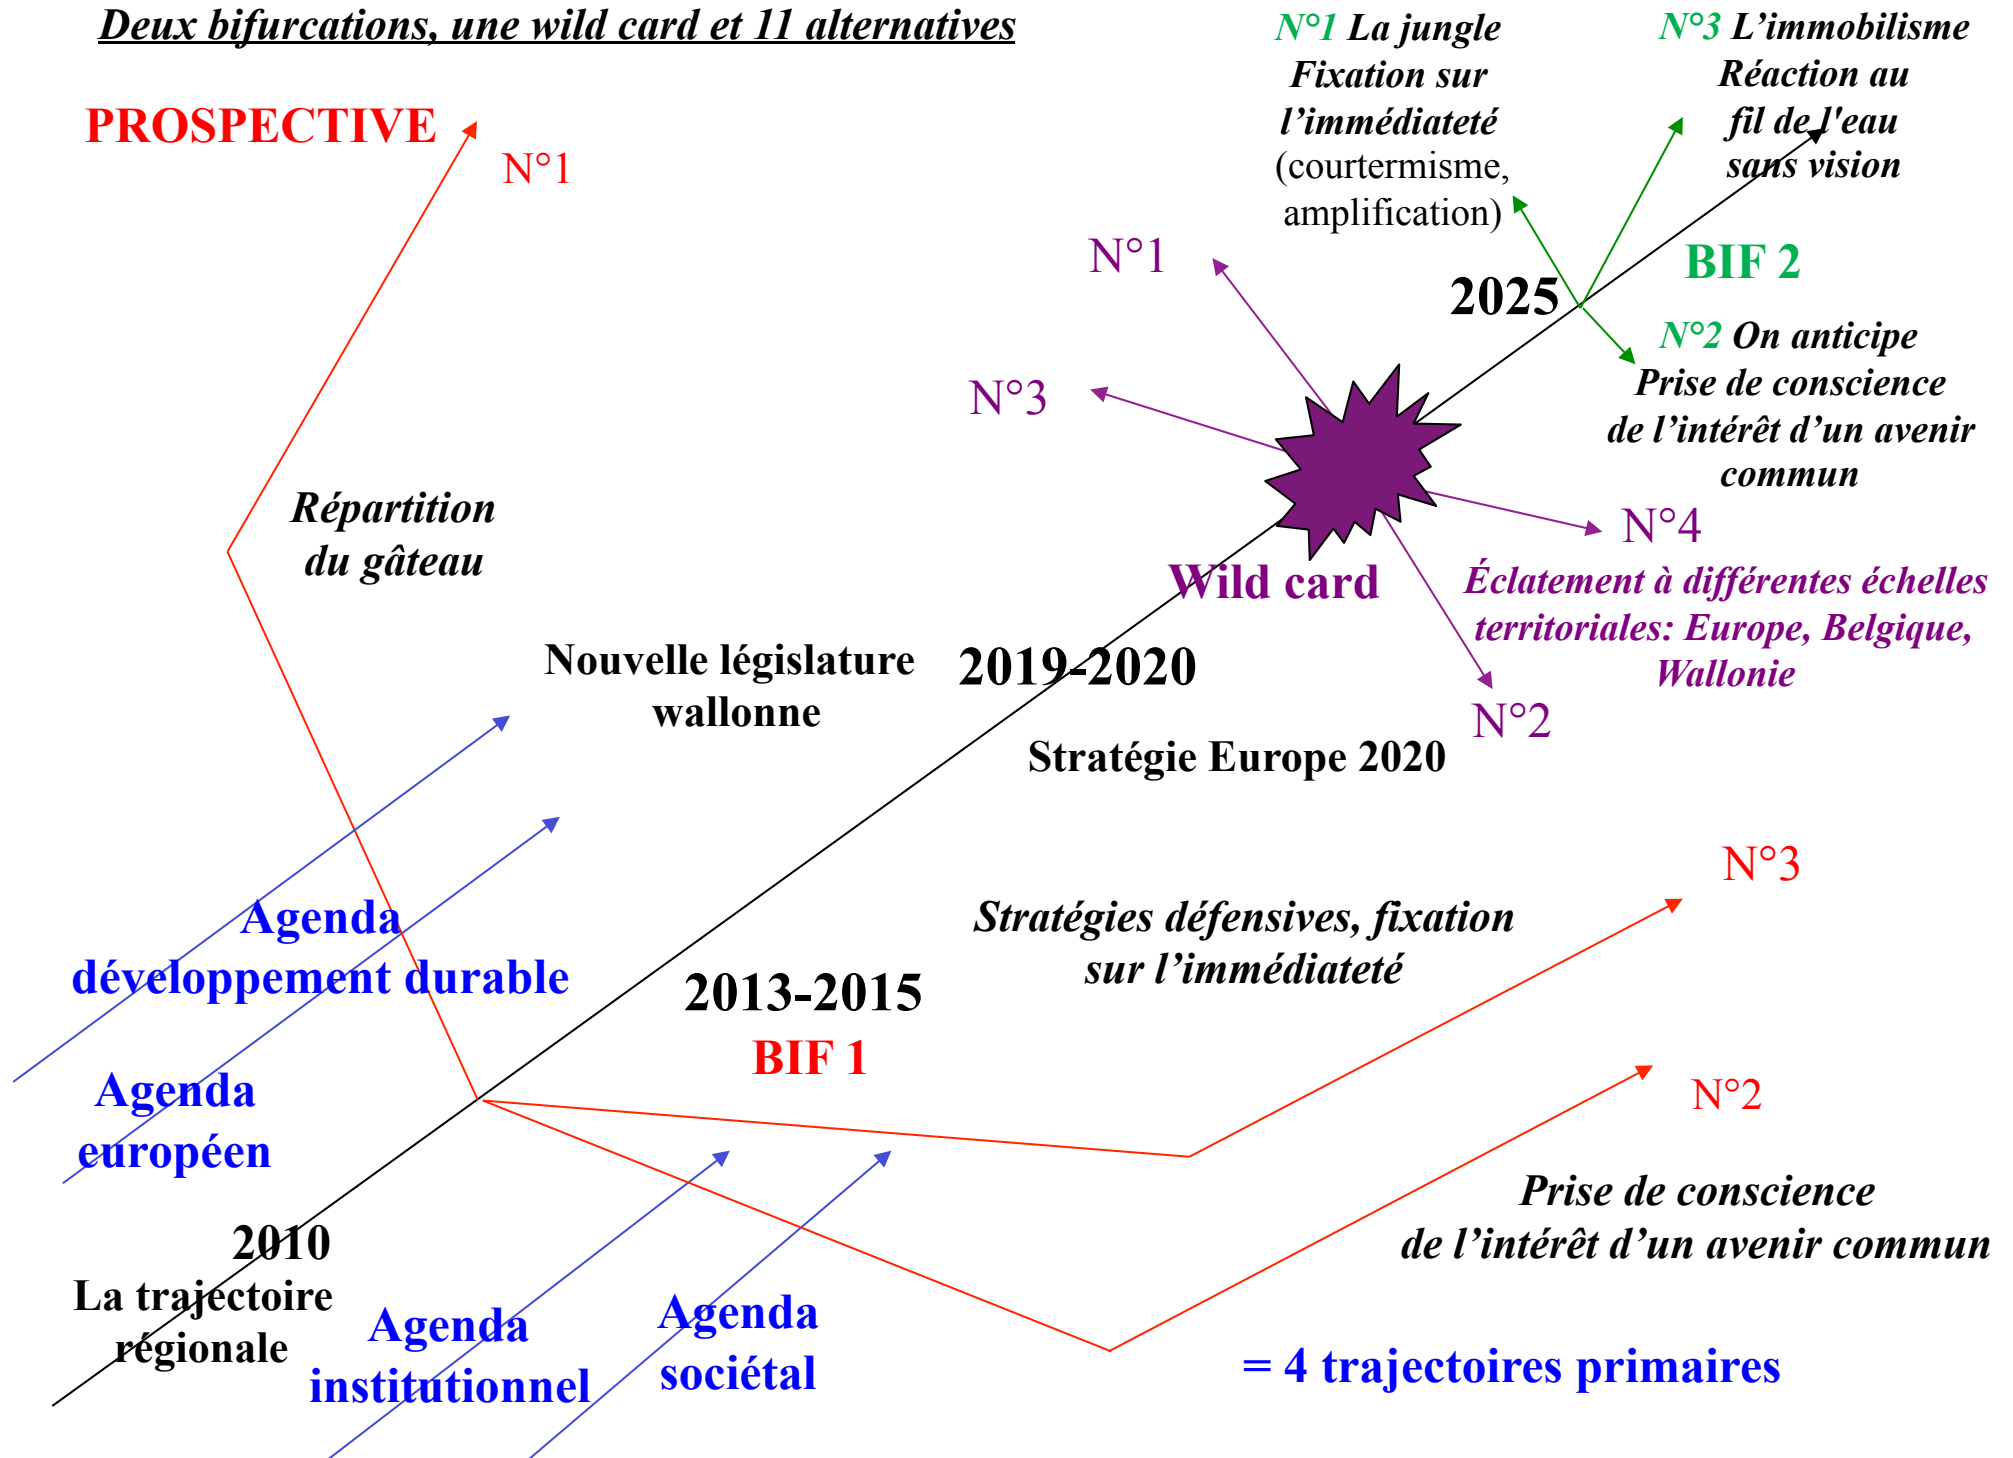 Deux bifurcations, une wild card et 11 alternatives
PROSPECTIVE
N°1
N°1 La jungle
Fixation sur
l’immédiateté
(courtermisme,
amplification)
N°3 L’immobilisme
Réaction au
fil de l'eau
sans vision
BIF 2
2025
N°2 On anticipe
Prise de conscience
de l’intérêt d’un avenir
commun
N°1
N°3
N°4
Éclatement à différentes échelles
territoriales: Europe, Belgique,
Wallonie
N°2
Wild card
Répartition
du gâteau
Nouvelle législature
wallonne
2019-2020
Stratégie Europe 2020
N°3
Stratégies défensives, fixation
sur l’immédiateté
Agenda
développement durable
2013-2015
BIF 1
Agenda
européen
N°2
Prise de conscience
de l’intérêt d’un avenir commun
2010
La trajectoire
régionale
Agenda
institutionnel
Agenda
sociétal
= 4 trajectoires primaires